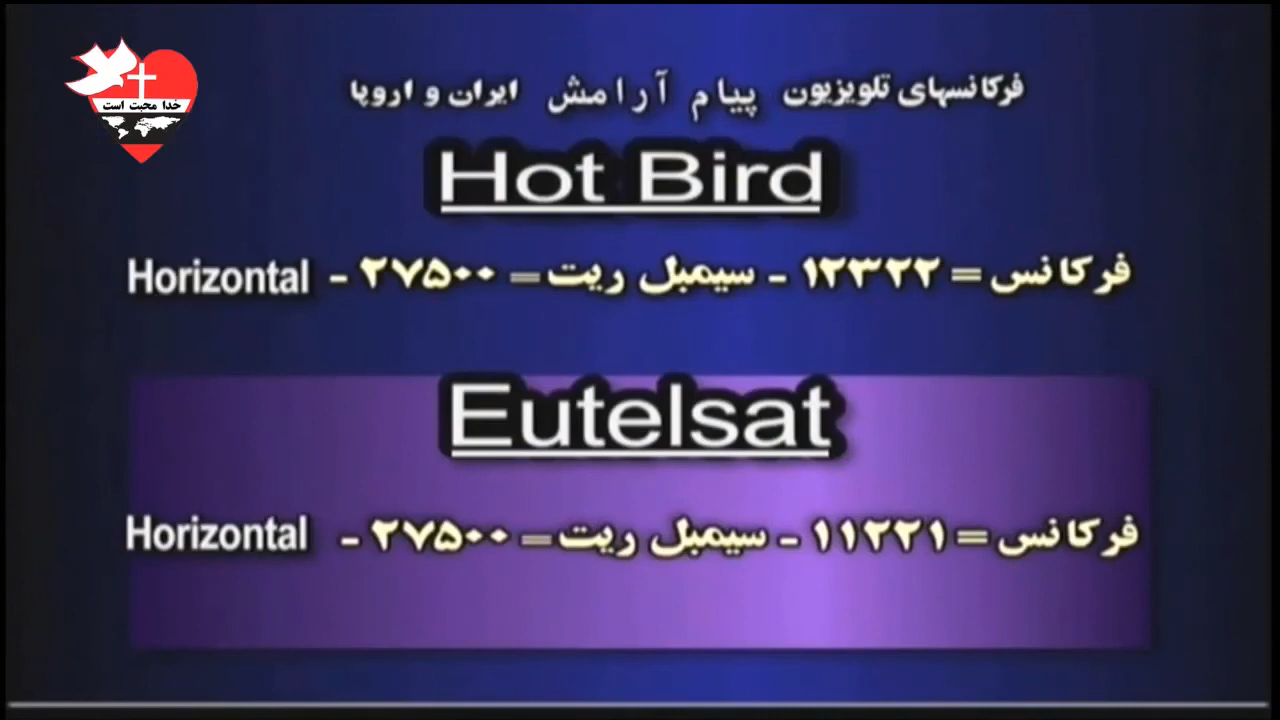 خدا محبت است
فرکانسهای تلویزیون پیام آرامش ایران و اروپا
Hot Bird
فرکانس = ۱۲۳۲۲ - سیمبل ریت = ۲۷۵۰۰ - Horizontal
Eutelsat
فرکانس = ۱۱۲۲۱ - سیمبل ریت = ۲۷۵۰۰ - Horizontal